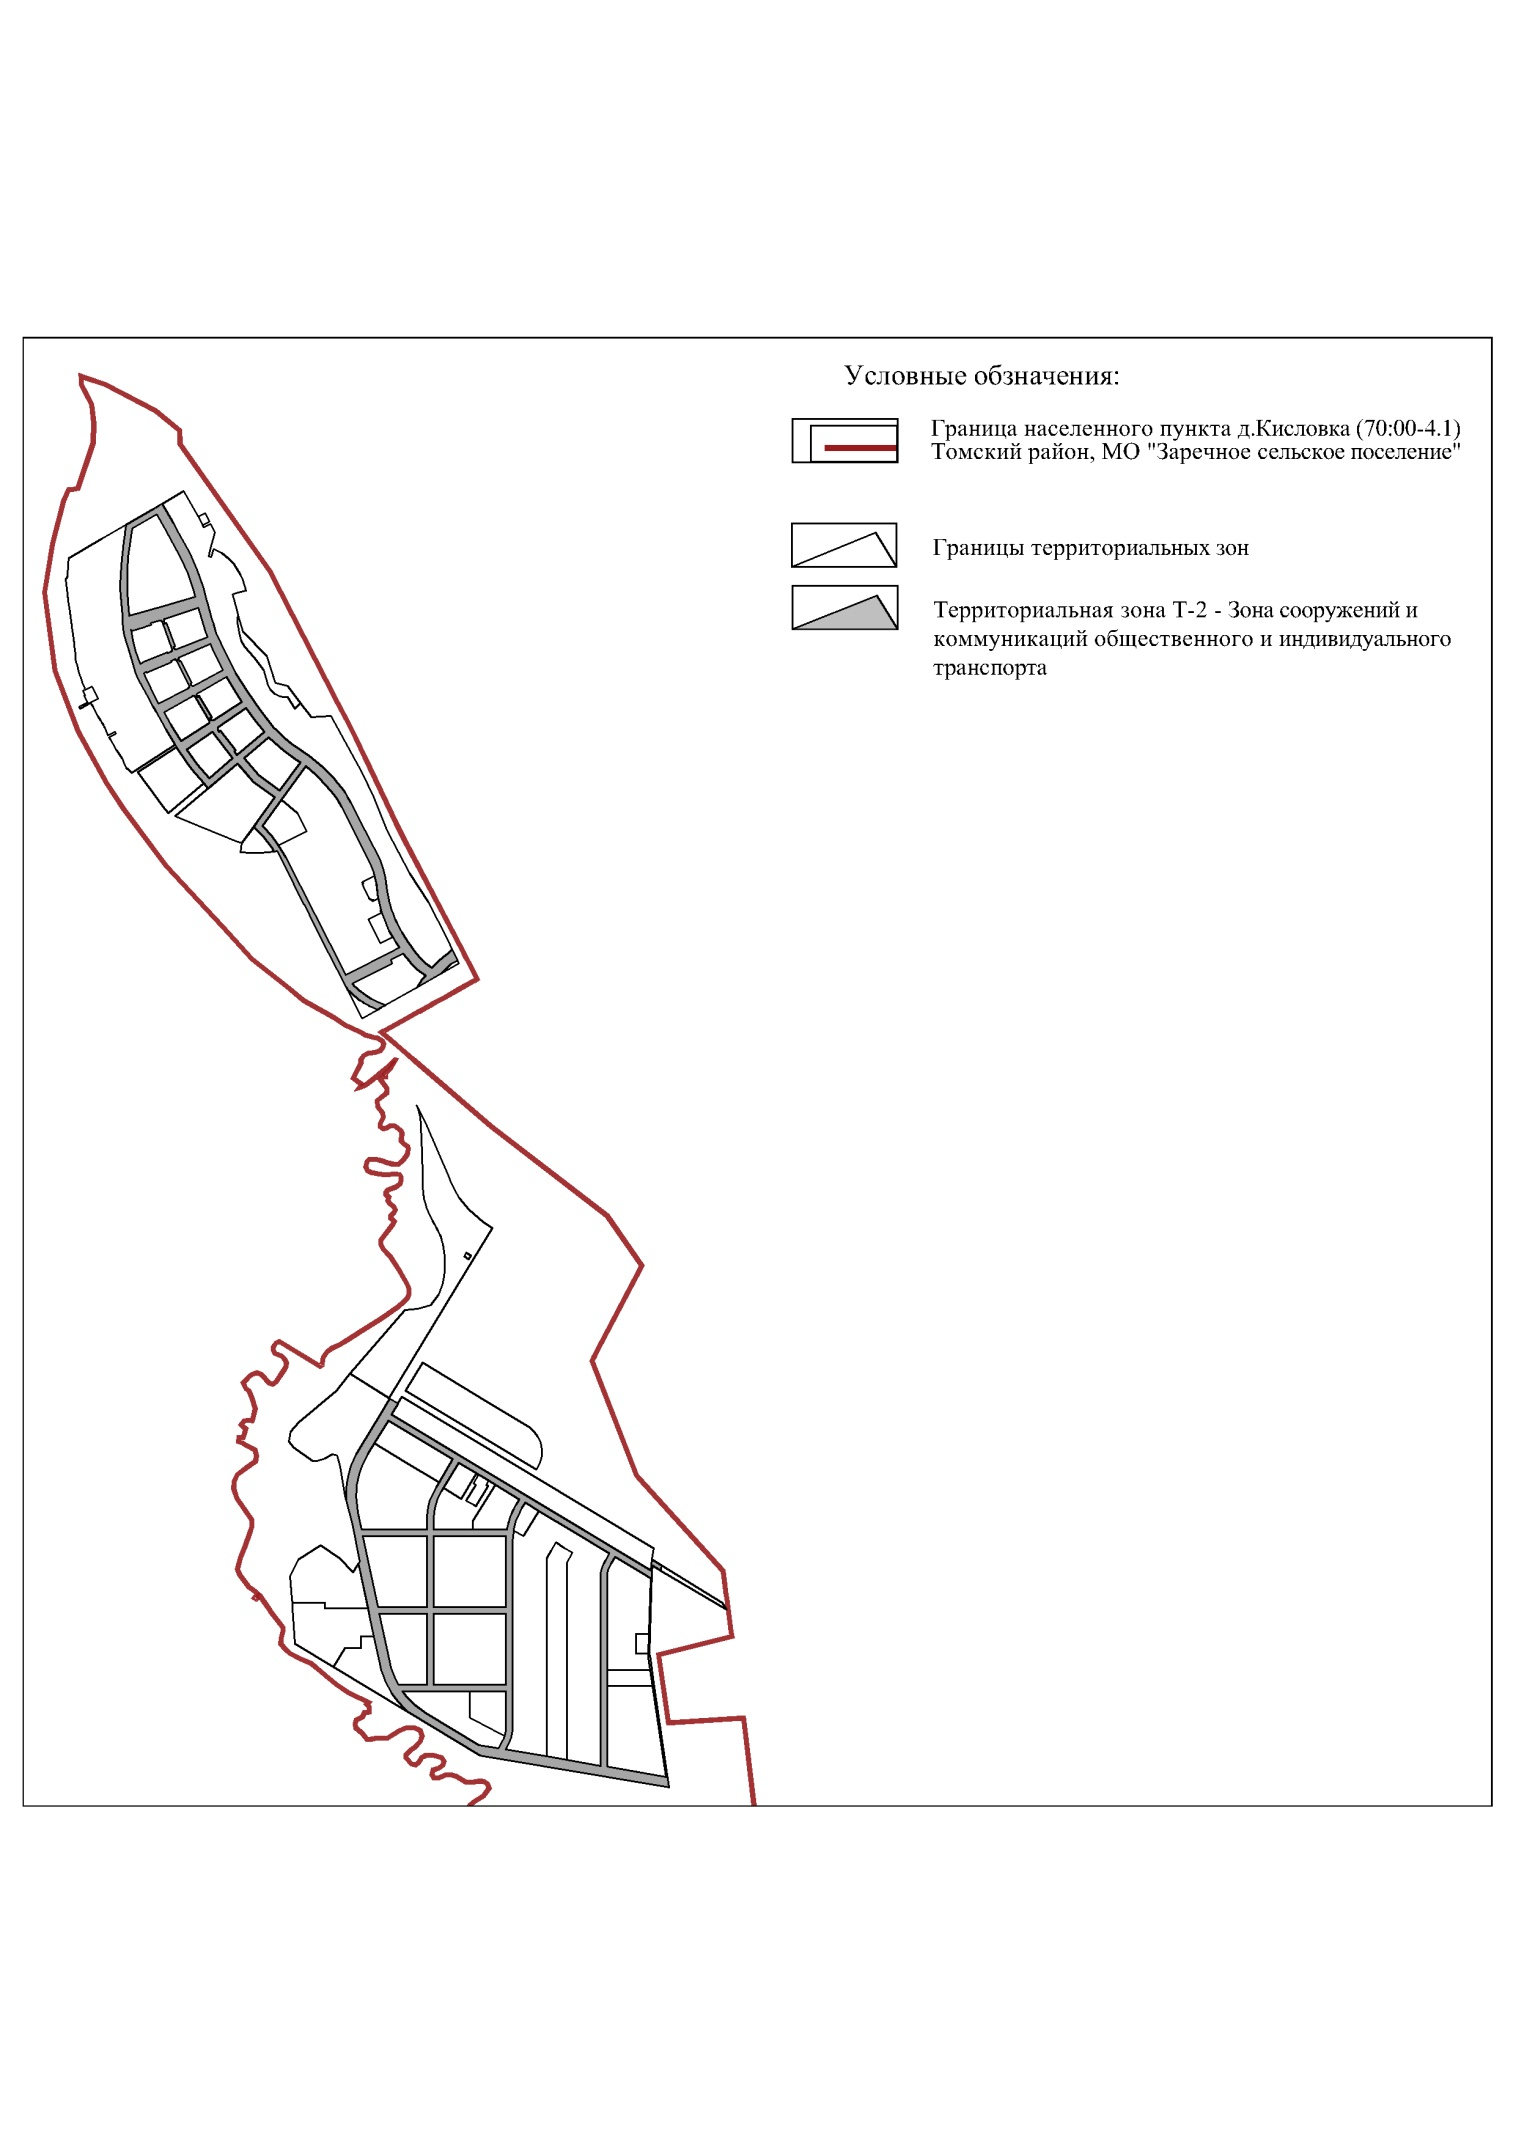 Условные обзначения:
Граница населенного пункта д.Кисловка (70:00-4.1)
Томский район, МО "Заречное сельское поселение"
Границы территориальных зон
Территориальная зона Т-2 - Зона сооружений и
коммуникаций общественного и индивидуального
транспорта